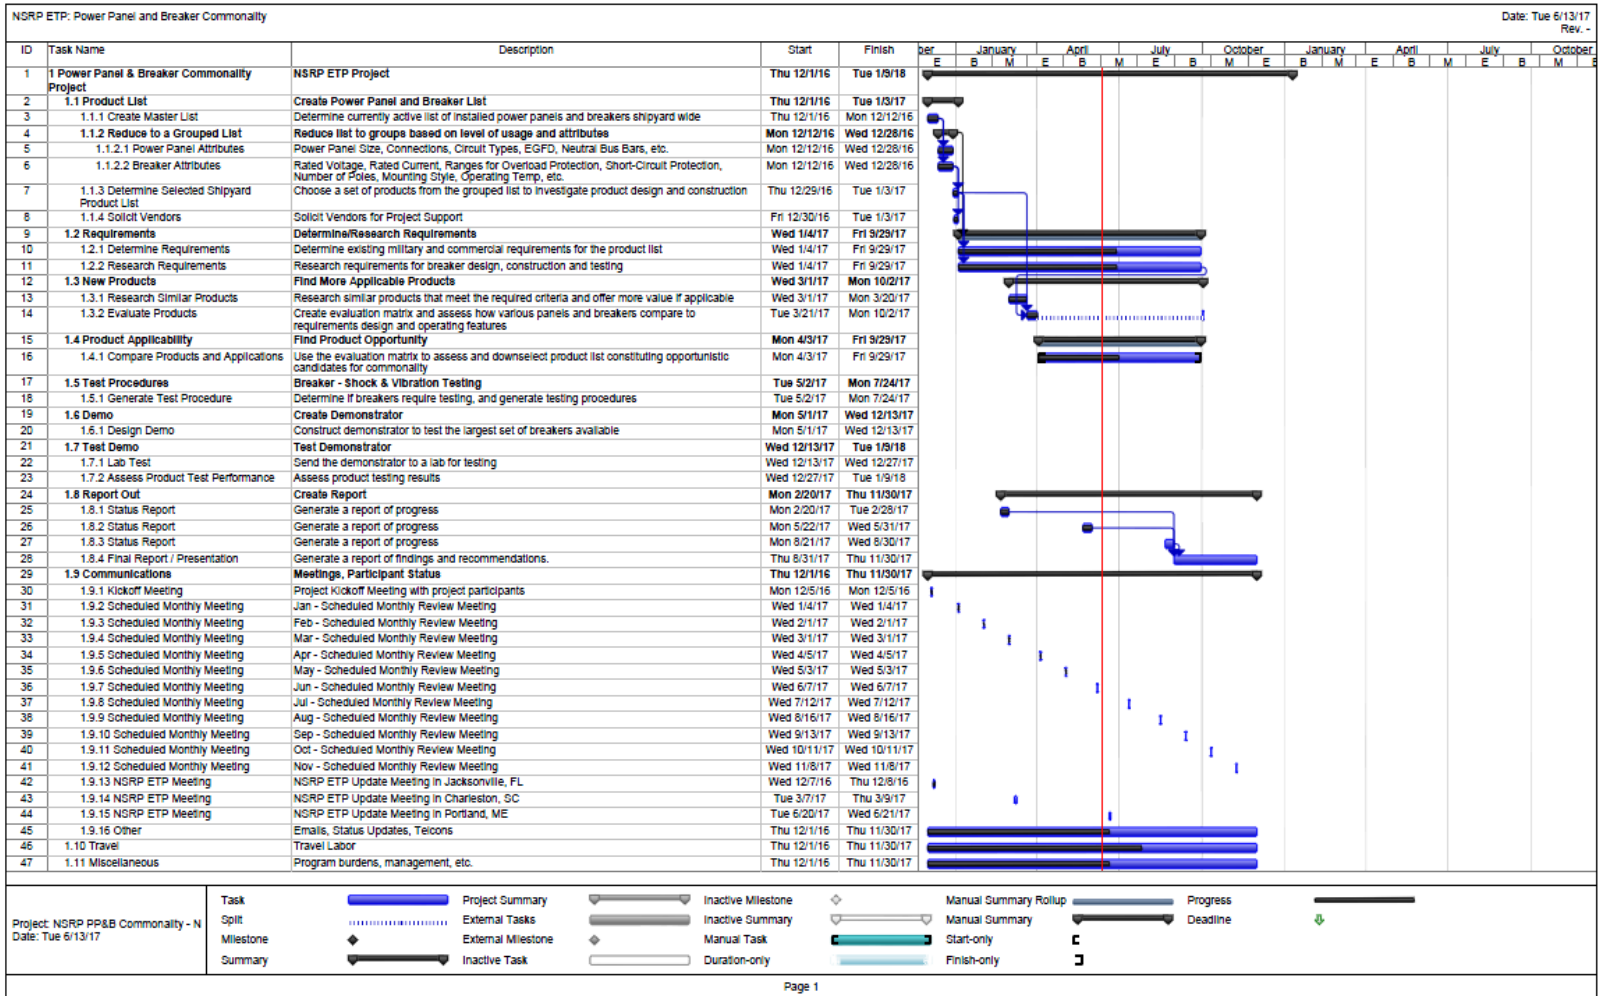 NSRP ETP: Power Panel and Breaker Commonality
Date: Tue 6/13/17
Rev. -
ID Task Name Description Start Finish ber January April July October January April July October
E B M E B M E B M E B M E B M E B
1 1 Power Panel & Breaker Commonality NSRP ETP Project Thu 12/1/16 Tue 1/9/18
Project
2 1.1 Product List Create Power Panel and Breaker List Thu 12/1/16 Tue 1/3/17
3 1.1.1 Create Master List Determine currently active list of installed power panels and breakers shipyard wide Thu 12/1/16 Mon 12/12/16
4 1.1.2 Reduce to a Grouped List Reduce list to groups based on level of usage and attributes Mon 12/12/16 Wed 12/28/16
5 1.1.2.1 Power Panel Attributes Power Panel Size, Connections, Circuit Types, EGFD, Neutral Bus Bars, etc. Mon 12/12/16 Wed 12/28/16
6 1.1.2.2 Breaker Attributes Rated Voltage, Rated Current, Ranges for Overload Protection, Short-Circuit Protection, Mon 12/12/16 Wed 12/28/16
Number of Poles, Mounting Style, Operating Temp, etc.
7 1.1.3 Determine Selected Shipyard Choose a set of products from the grouped list to investigate product design and construction Thu 12/29/16 Tue 1/3/17
Product List
8 1.1.4 Solicit Vendors Solicit Vendors for Project Support Fri 12/30/16 Tue 1/3/17
9 1.2 Requirements Determine/Research Requirements Wed 1/4/17 Fri 9/29/17
10 1.2.1 Determine Requirements Determine existing military and commercial requirements for the product list Wed 1/4/17 Fri 9/29/17
11 1.2.2 Research Requirements Research requirements for breaker design, construction and testing Wed 1/4/17 Fri 9/29/17
12 1.3 New Products Find More Applicable Products Wed 3/1/17 Mon 10/2/17
13 1.3.1 Research Similar Products Research similar products that meet the required criteria and offer more value if applicable Wed 3/1/17 Mon 3/20/17
14 1.3.2 Evaluate Products Create evaluation matrix and assess how various panels and breakers compare to Tue 3/21/17 Mon 10/2/17
requirements design and operating features
15 1.4 Product Applicability Find Product Opportunity Mon 4/3/17 Fri 9/29/17
16 1.4.1 Compare Products and Applications Use the evaluation matrix to assess and downselect product list constituting opportunistic Mon 4/3/17 Fri 9/29/17
candidates for commonality
17 1.5 Test Procedures Breaker - Shock & Vibration Testing Tue 5/2/17 Mon 7/24/17
18 1.5.1 Generate Test Procedure Determine if breakers require testing, and generate testing procedures Tue 5/2/17 Mon 7/24/17
19 1.6 Demo Create Demonstrator Mon 5/1/17 Wed 12/13/17
20 1.6.1 Design Demo Construct demonstrator to test the largest set of breakers available Mon 5/1/17 Wed 12/13/17
21 1.7 Test Demo Test Demonstrator Wed 12/13/17 Tue 1/9/18
22 1.7.1 Lab Test Send the demonstrator to a lab for testing Wed 12/13/17 Wed 12/27/17
23 1.7.2 Assess Product Test Performance Assess product testing results Wed 12/27/17 Tue 1/9/18
24 1.8 Report Out Create Report Mon 2/20/17 Thu 11/30/17
25 1.8.1 Status Report Generate a report of progress Mon 2/20/17 Tue 2/28/17
26 1.8.2 Status Report Generate a report of progress Mon 5/22/17 Wed 5/31/17
27 1.8.3 Status Report Generate a report of progress Mon 8/21/17 Wed 8/30/17
28 1.8.4 Final Report / Presentation Generate a report of findings and recommendations. Thu 8/31/17 Thu 11/30/17
29 1.9 Communications Meetings, Participant Status Thu 12/1/16 Thu 11/30/17
30 1.9.1 Kickoff Meeting Project Kickoff Meeting with project participants Mon 12/5/16 Mon 12/5/16
31 1.9.2 Scheduled Monthly Meeting Jan - Scheduled Monthly Review Meeting Wed 1/4/17 Wed 1/4/17
32 1.9.3 Scheduled Monthly Meeting Feb - Scheduled Monthly Review Meeting Wed 2/1/17 Wed 2/1/17
33 1.9.4 Scheduled Monthly Meeting Mar - Scheduled Monthly Review Meeting Wed 3/1/17 Wed 3/1/17
34 1.9.5 Scheduled Monthly Meeting Apr - Scheduled Monthly Review Meeting Wed 4/5/17 Wed 4/5/17
35 1.9.6 Scheduled Monthly Meeting May - Scheduled Monthly Review Meeting Wed 5/3/17 Wed 5/3/17
36 1.9.7 Scheduled Monthly Meeting Jun - Scheduled Monthly Review Meeting Wed 6/7/17 Wed 6/7/17
37 1.9.8 Scheduled Monthly Meeting Jul - Scheduled Monthly Review Meeting Wed 7/12/17 Wed 7/12/17
38 1.9.9 Scheduled Monthly Meeting Aug - Scheduled Monthly Review Meeting Wed 8/16/17 Wed 8/16/17
39 1.9.10 Scheduled Monthly Meeting Sep - Scheduled Monthly Review Meeting Wed 9/13/17 Wed 9/13/17
40 1.9.11 Scheduled Monthly Meeting Oct - Scheduled Monthly Review Meeting Wed 10/11/17 Wed 10/11/17
41 1.9.12 Scheduled Monthly Meeting Nov - Scheduled Monthly Review Meeting Wed 11/8/17 Wed 11/8/17
42 1.9.13 NSRP ETP Meeting NSRP ETP Update Meeting in Jacksonville, FL Wed 12/7/16 Thu 12/8/16
43 1.9.14 NSRP ETP Meeting NSRP ETP Update Meeting in Charleston, SC Tue 3/7/17 Thu 3/9/17
44 1.9.15 NSRP ETP Meeting NSRP ETP Update Meeting in Portland, ME Tue 6/20/17 Wed 6/21/17
45 1.9.16 Other Emails, Status Updates, Telcons Thu 12/1/16 Thu 11/30/17
46 1.10 Travel Travel Labor Thu 12/1/16 Thu 11/30/17
47 1.11 Miscellaneous Program burdens, management, etc. Thu 12/1/16 Thu 11/30/17
Project: NSRP PP&B Commonality - N
Date: Tue 6/13/17
Task Project Summary Inactive Milestone Manual Summary Rollup Progress
Split External Tasks Inactive Summary Manual Summary Deadline
Milestone External Milestone Manual Task Start-only
Summary Inactive Task Duration-only Finish-only
Page 1